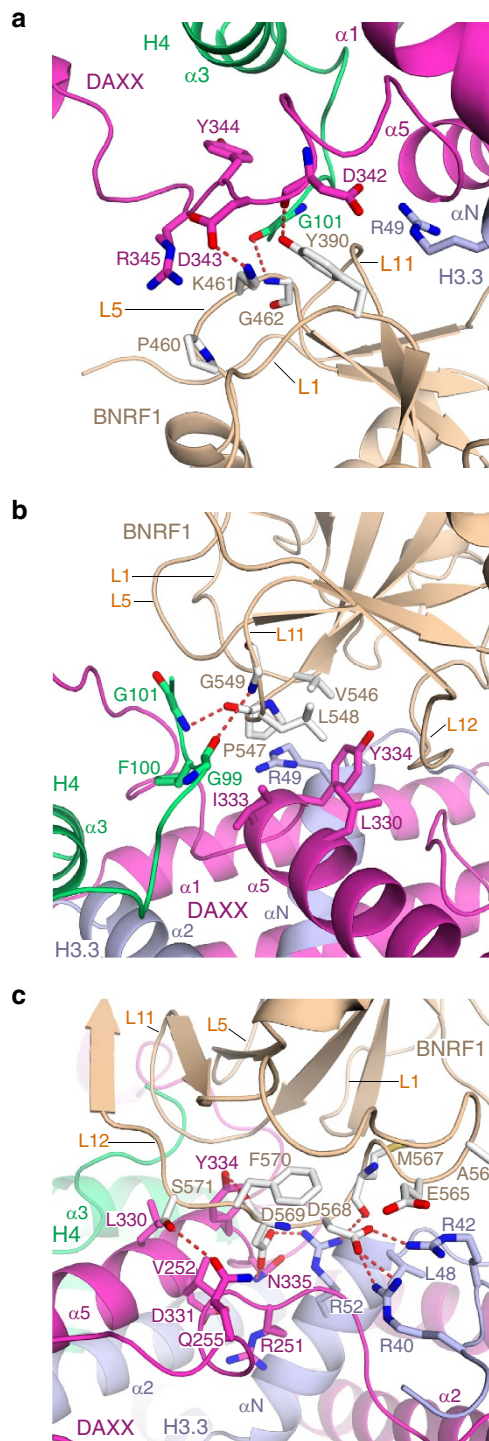 a
H4
α1
α3
DAXX
α5
Y344
D342
αN
G101
R49
Y390
R345 D343
L11
H3.3
K461
L5
G462
P460
L1
BNRF1
b
BNRF1
L1
L5
L11
G549
G101
V546
L548
L12
P547
Y334
F100
R49
H4
G99
I333
α3
L330
α1
α5
DAXX
αN
H3.3
α2
c
L11
L5
BNRF1
L1
L12
Y334
F570
M567
S571
E565
α3
L330
D569 D568
R42
H4
V252
L48
N335
α5
D331
R52
Q255
R251
R40
α2
αN
α2
DAXX
H3.3